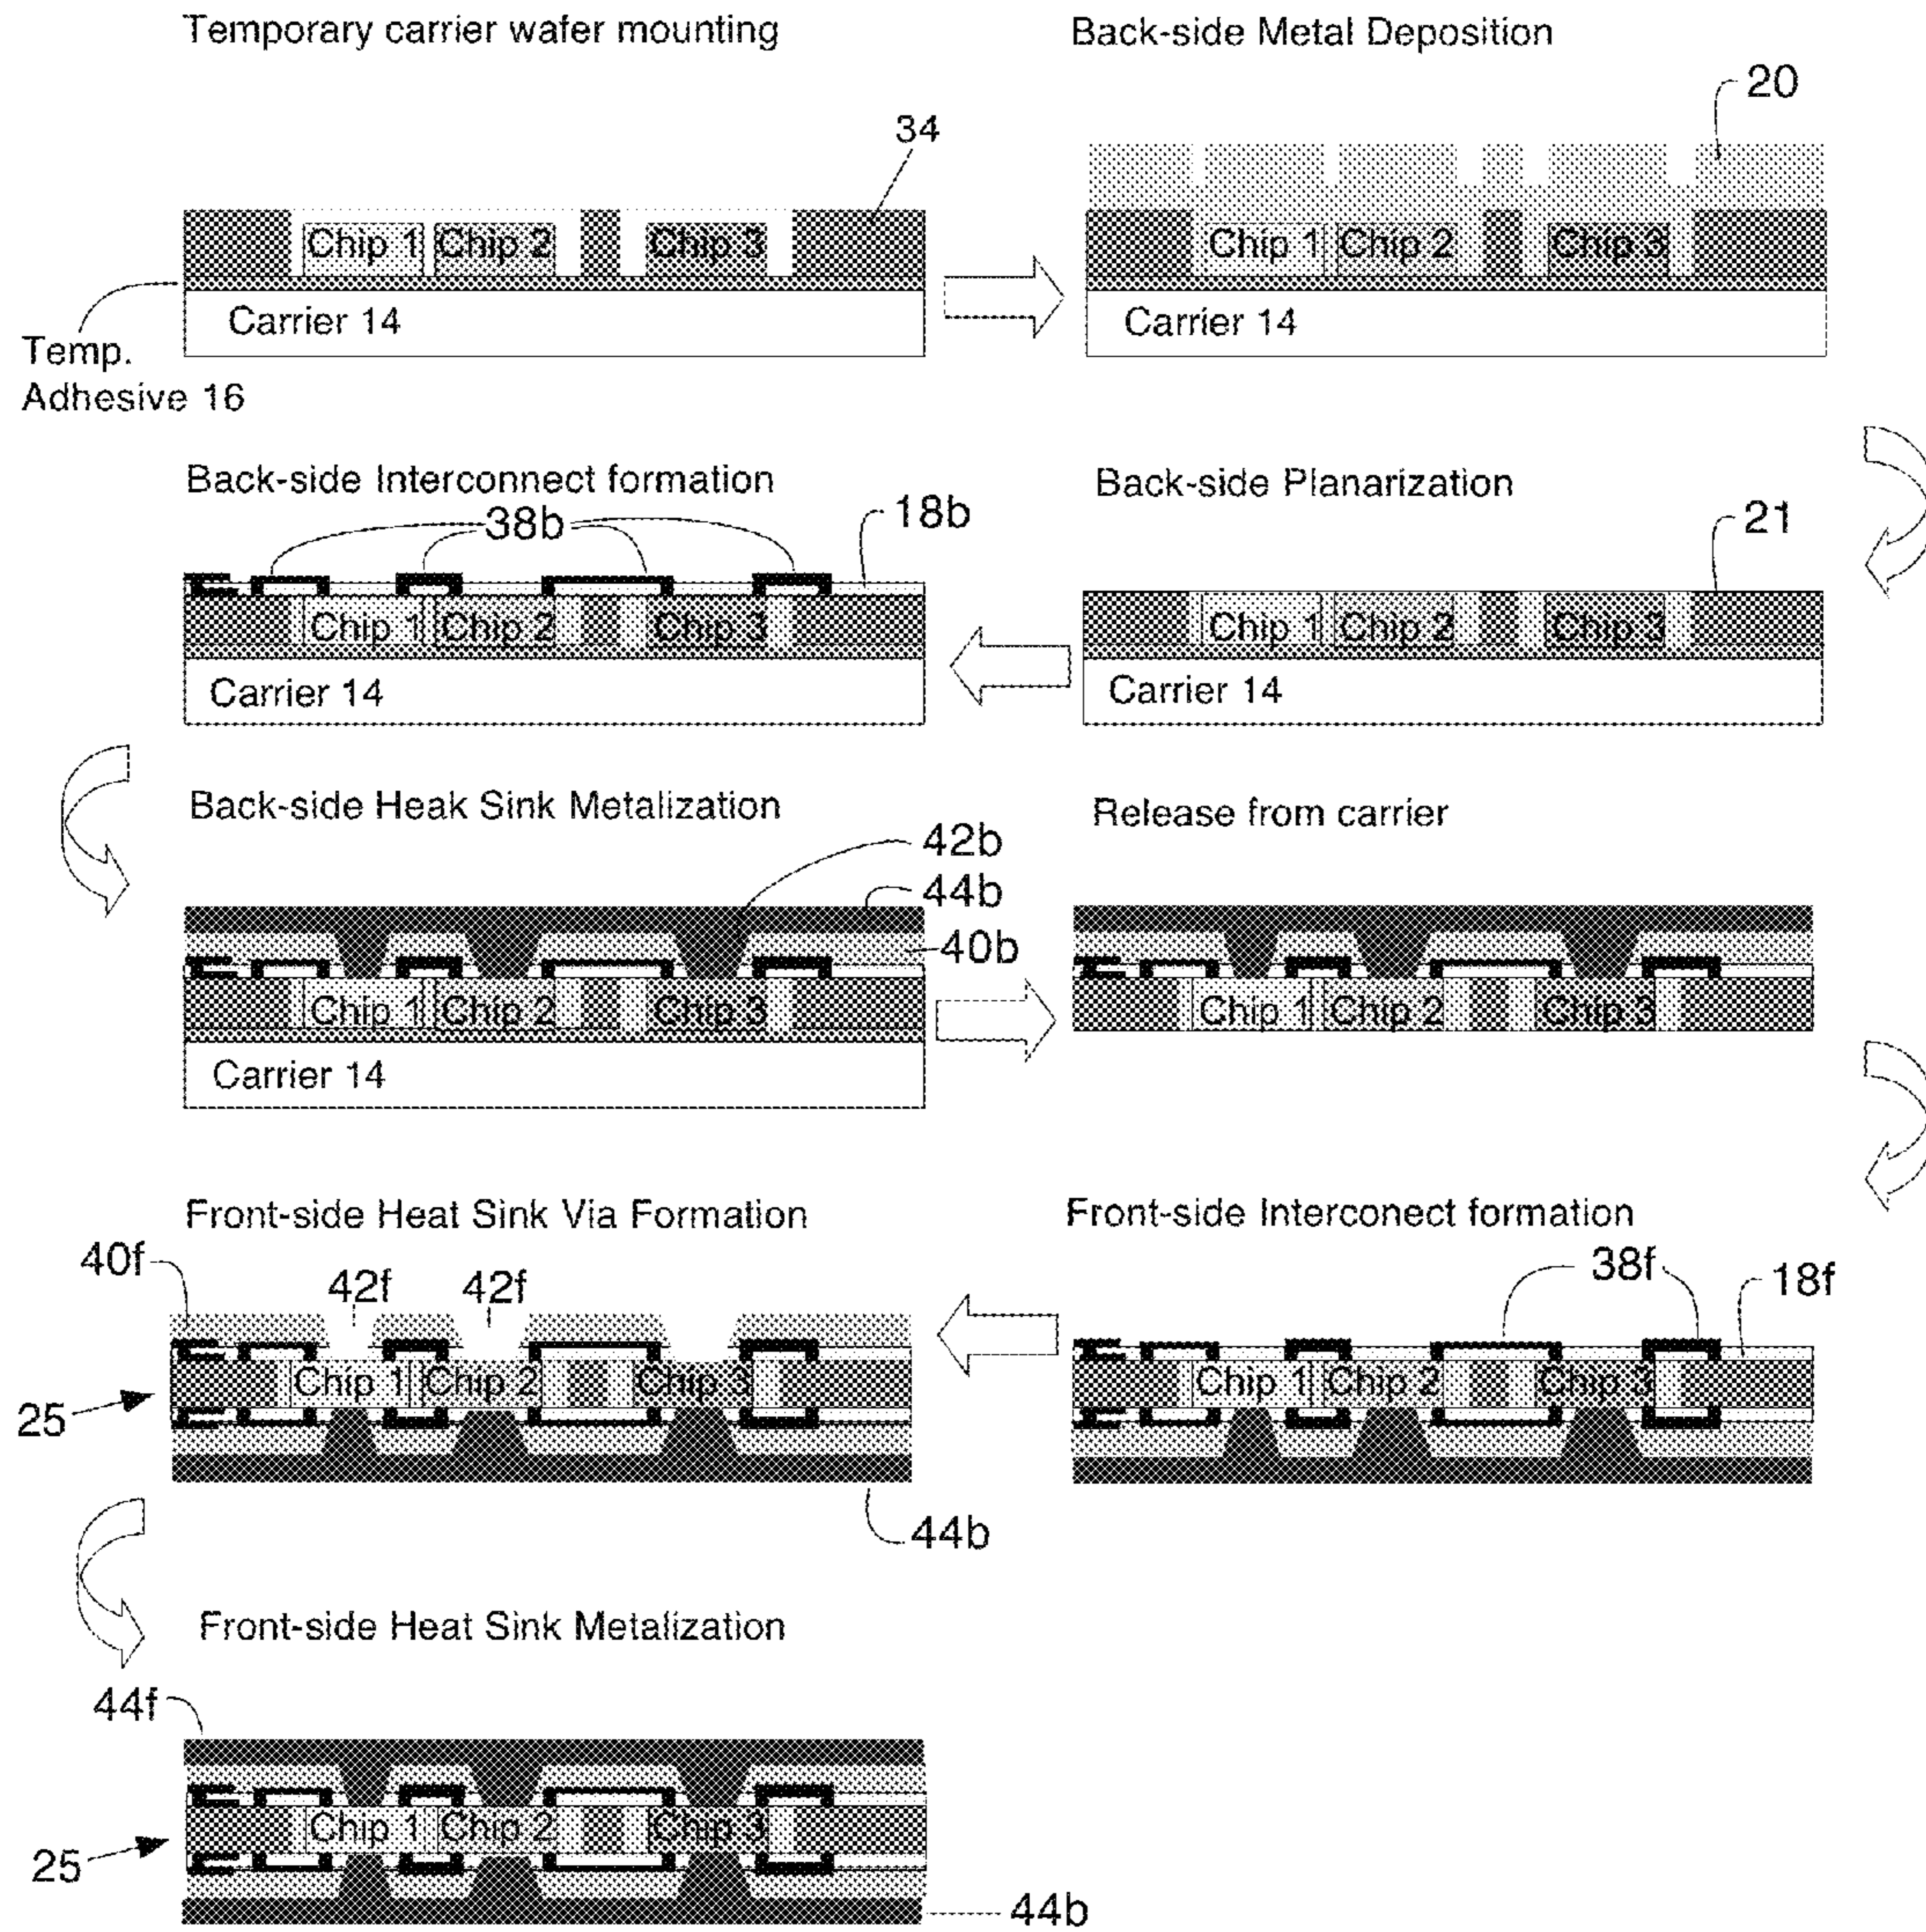 Temporary carrier wafer mounting
Back-side Metal Deposition
20
34
Chip 1
Chip 2
Chip 3
Chip 1
Chip 2
Chip 3
Carrier 14
Carrier 14
Temp.
Adhesive 16
Back-side Interconnect formation
Back-side Planarization
38b
18b
21
Chip 1
Chip 2
Chip 3
Chip 1
Chip 2
Chip 3
Carrier 14
Carrier 14
Back-side Heak Sink Metalization
Release from carrier
42b
44b
40b
Chip 1
Chip 2
Chip 3
Chip 1
Chip 2
Chip 3
Carrier 14
Front-side Heat Sink Via Formation
Front-side Interconect formation
40f
42f
42f
38f
18f
Chip 1
Chip 2
Chip 3
Chip 1
Chip 2
Chip 3
25
44b
Front-side Heat Sink Metalization
44f
Chip 1
Chip 2
Chip 3
25
44b